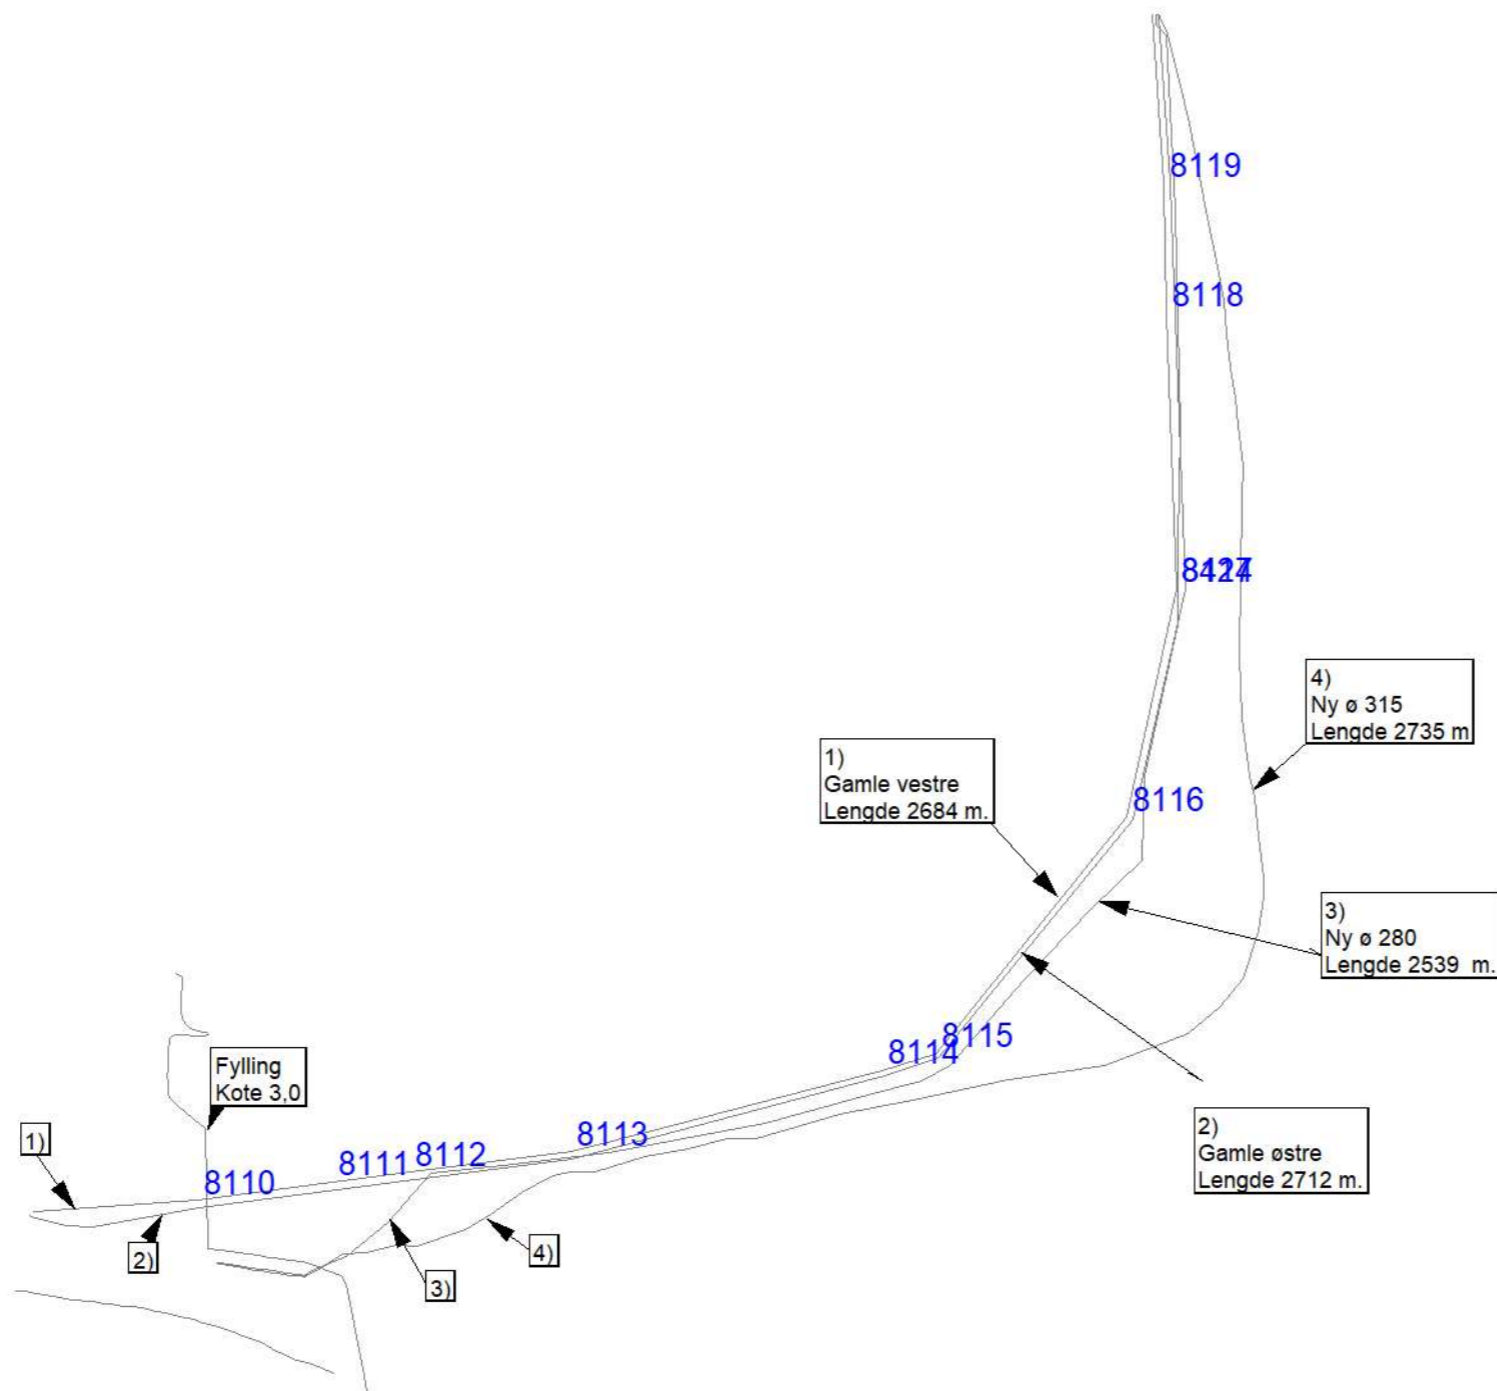 8119
8118
4)
Ny ø 315
Lengde 2735 m
1)
Gamle vestre
Lengde 2684 m.
8116
3)
Ny ø 280
Lengde 2539 m.
8115
8114
Fylling
Kote 3,0
2)
Gamle østre
Lengde 2712 m.
1)
8113
8112
8111
8110
2)
3)
4)